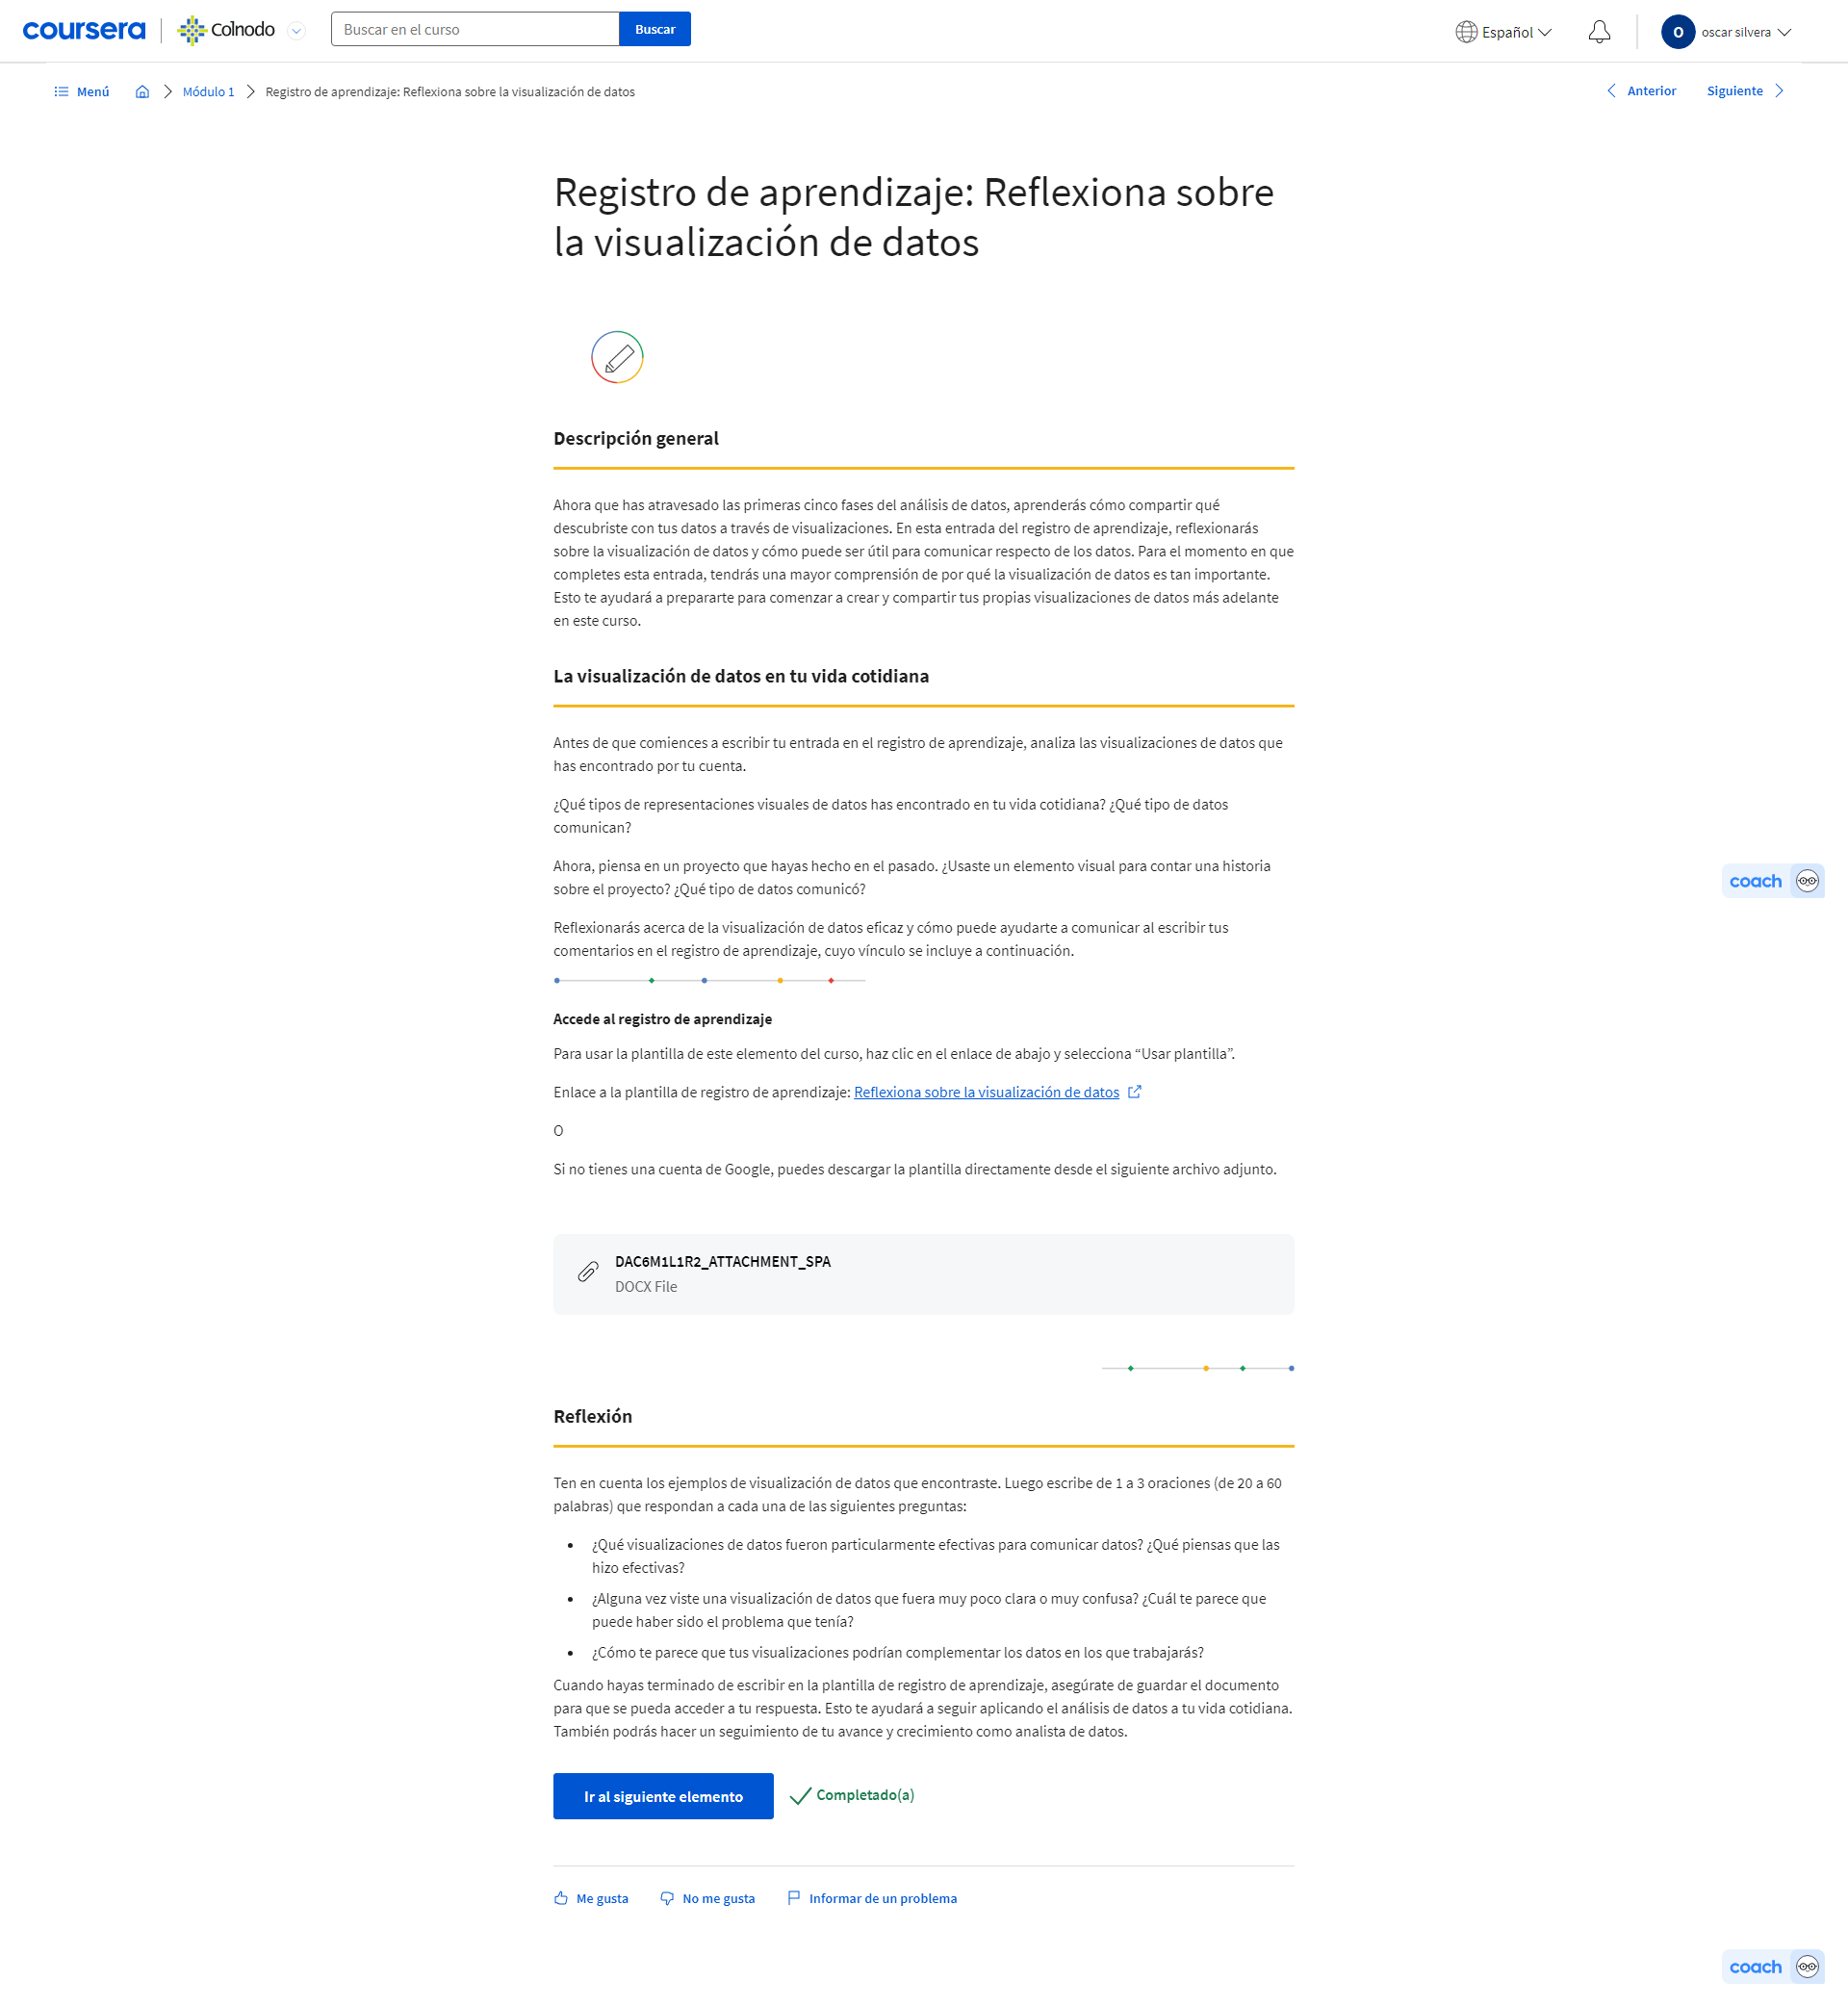 coursera
Colnodo
Buscar en el curso
Buscar
Español
O
oscar silvera
Menú
Módulo 1
Registro de aprendizaje: Reflexiona sobre la visualización de datos
Anterior
Siguiente
Registro de aprendizaje: Reflexiona sobre
la visualización de datos
Descripción general
Ahora que has atravesado las primeras cinco fases del análisis de datos, aprenderás cómo compartir qué
descubriste con tus datos a través de visualizaciones. En esta entrada del registro de aprendizaje, reflexionarás
sobre la visualización de datos y cómo puede ser útil para comunicar respecto de los datos. Para el momento en que
completes esta entrada, tendrás una mayor comprensión de por qué la visualización de datos es tan importante.
Esto te ayudará a prepararte para comenzar a crear y compartir tus propias visualizaciones de datos más adelante
en este curso.
La visualización de datos en tu vida cotidiana
Antes de que comiences a escribir tu entrada en el registro de aprendizaje, analiza las visualizaciones de datos que
has encontrado por tu cuenta.
¿Qué tipos de representaciones visuales de datos has encontrado en tu vida cotidiana? ¿Qué tipo de datos
comunican?
Ahora, piensa en un proyecto que hayas hecho en el pasado. ¿Usaste un elemento visual para contar una historia
sobre el proyecto? ¿Qué tipo de datos comunicó?
coach
Reflexionarás acerca de la visualización de datos eficaz y cómo puede ayudarte a comunicar al escribir tus
comentarios en el registro de aprendizaje, cuyo vínculo se incluye a continuación.
Accede al registro de aprendizaje
Para usar la plantilla de este elemento del curso, haz clic en el enlace de abajo y selecciona “Usar plantilla”.
Enlace a la plantilla de registro de aprendizaje: Reflexiona sobre la visualización de datos
O
Si no tienes una cuenta de Google, puedes descargar la plantilla directamente desde el siguiente archivo adjunto.
DAC6M1L1R2_ATTACHMENT_SPA
DOCX File
Reflexión
Ten en cuenta los ejemplos de visualización de datos que encontraste. Luego escribe de 1 a 3 oraciones (de 20 a 60
palabras) que respondan a cada una de las siguientes preguntas:
• ¿Qué visualizaciones de datos fueron particularmente efectivas para comunicar datos? ¿Qué piensas que las
hizo efectivas?
• ¿Alguna vez viste una visualización de datos que fuera muy poco clara o muy confusa? ¿Cuál te parece que
puede haber sido el problema que tenía?
• ¿Cómo te parece que tus visualizaciones podrían complementar los datos en los que trabajarás?
Cuando hayas terminado de escribir en la plantilla de registro de aprendizaje, asegúrate de guardar el documento
para que se pueda acceder a tu respuesta. Esto te ayudará a seguir aplicando el análisis de datos a tu vida cotidiana.
También podrás hacer un seguimiento de tu avance y crecimiento como analista de datos.
Ir al siguiente elemento
Completado(a)
Me gusta
No me gusta
Informar de un problema
coach